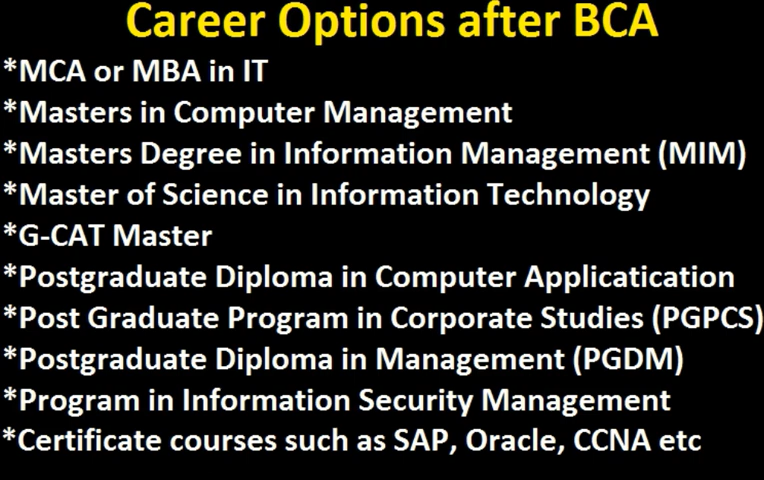 Career Options after BCA
*MCA or MBA in IT
*Masters in Computer Management
*Masters Degree in Information Management (MIM)
*Master of Science in Information Technology
*G-CAT Master
*Postgraduate Diploma in Computer Applicatication
*Post Graduate Program in Corporate Studies (PGPCS)
*Postgraduate Diploma in Management (PGDM)
*Program in Information Security Management
*Certificate courses such as SAP, Oracle, CCNA etc